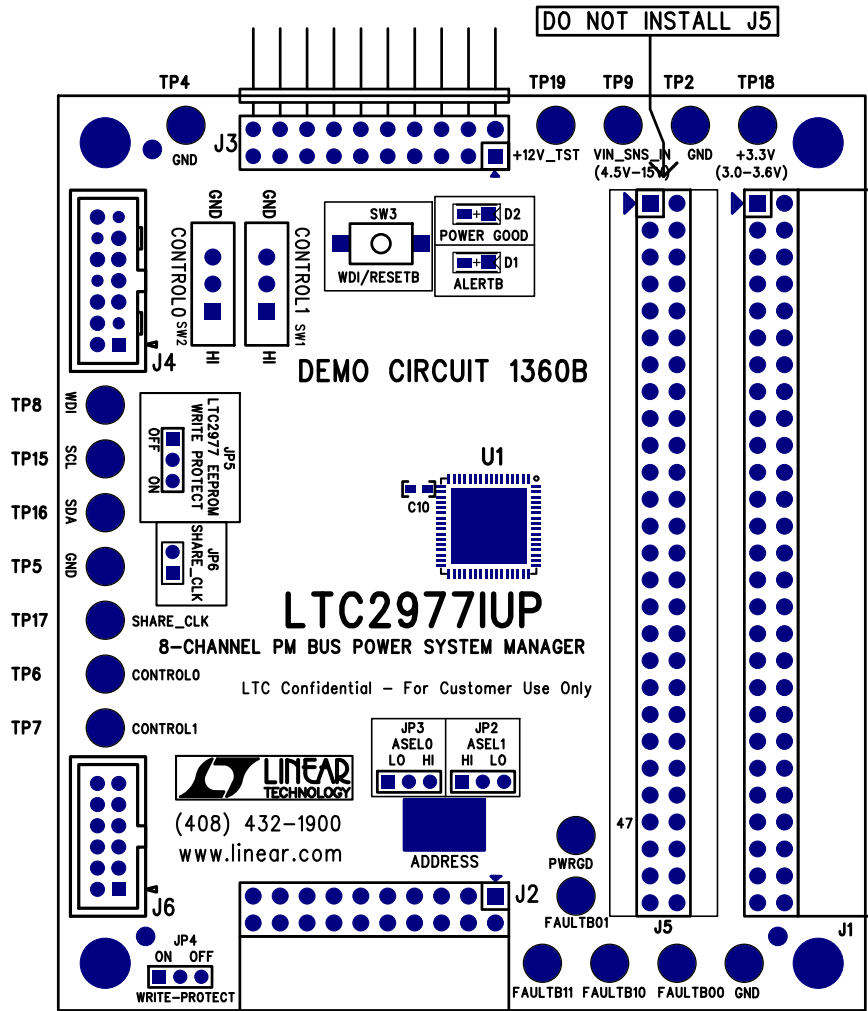 DO NOT INSTALL J5
TP4
TP19
TP9
TP2
TP18
GND
J3
+12V_TST
VIN_SNS_IN
(4.5V-15V)
GND
+3.3V
(3.0-3.6V)
GND
GND
CONTROL0
SW2
HI
CONTROL1
SW1
HI
SW3
WDI/RESETB
D2
POWER GOOD
D1
ALERTB
J4
DEMO CIRCUIT 1360B
TP8
WDI
TP15
SCL
TP16
SDA
TP5
GND
JP5
LTC2977 EEPROM
WRITE PROTECT
OFF
ON
JP6
SHARE_CLK
U1
C10
TP17
SHARE_CLK
LTC2977IUP
8-CHANNEL PM BUS POWER SYSTEM MANAGER
TP6
CONTROL0
LTC Confidential - For Customer Use Only
TP7
CONTROL1
JP3
ASEL0
LO HI
JP2
ASEL1
HI LO
LINEAR
TECHNOLOGY
(408) 432-1900
www.linear.com
ADDRESS
47
PWRGD
J6
J2
FAULTB01
J5
J1
JP4
ON OFF
WRITE-PROTECT
FAULTB11
FAULTB10
FAULTB00
GND